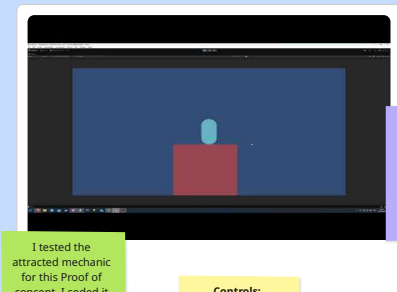 I tested the
attracted mechanic
for this Proof of
concept. I coded it
Controls: